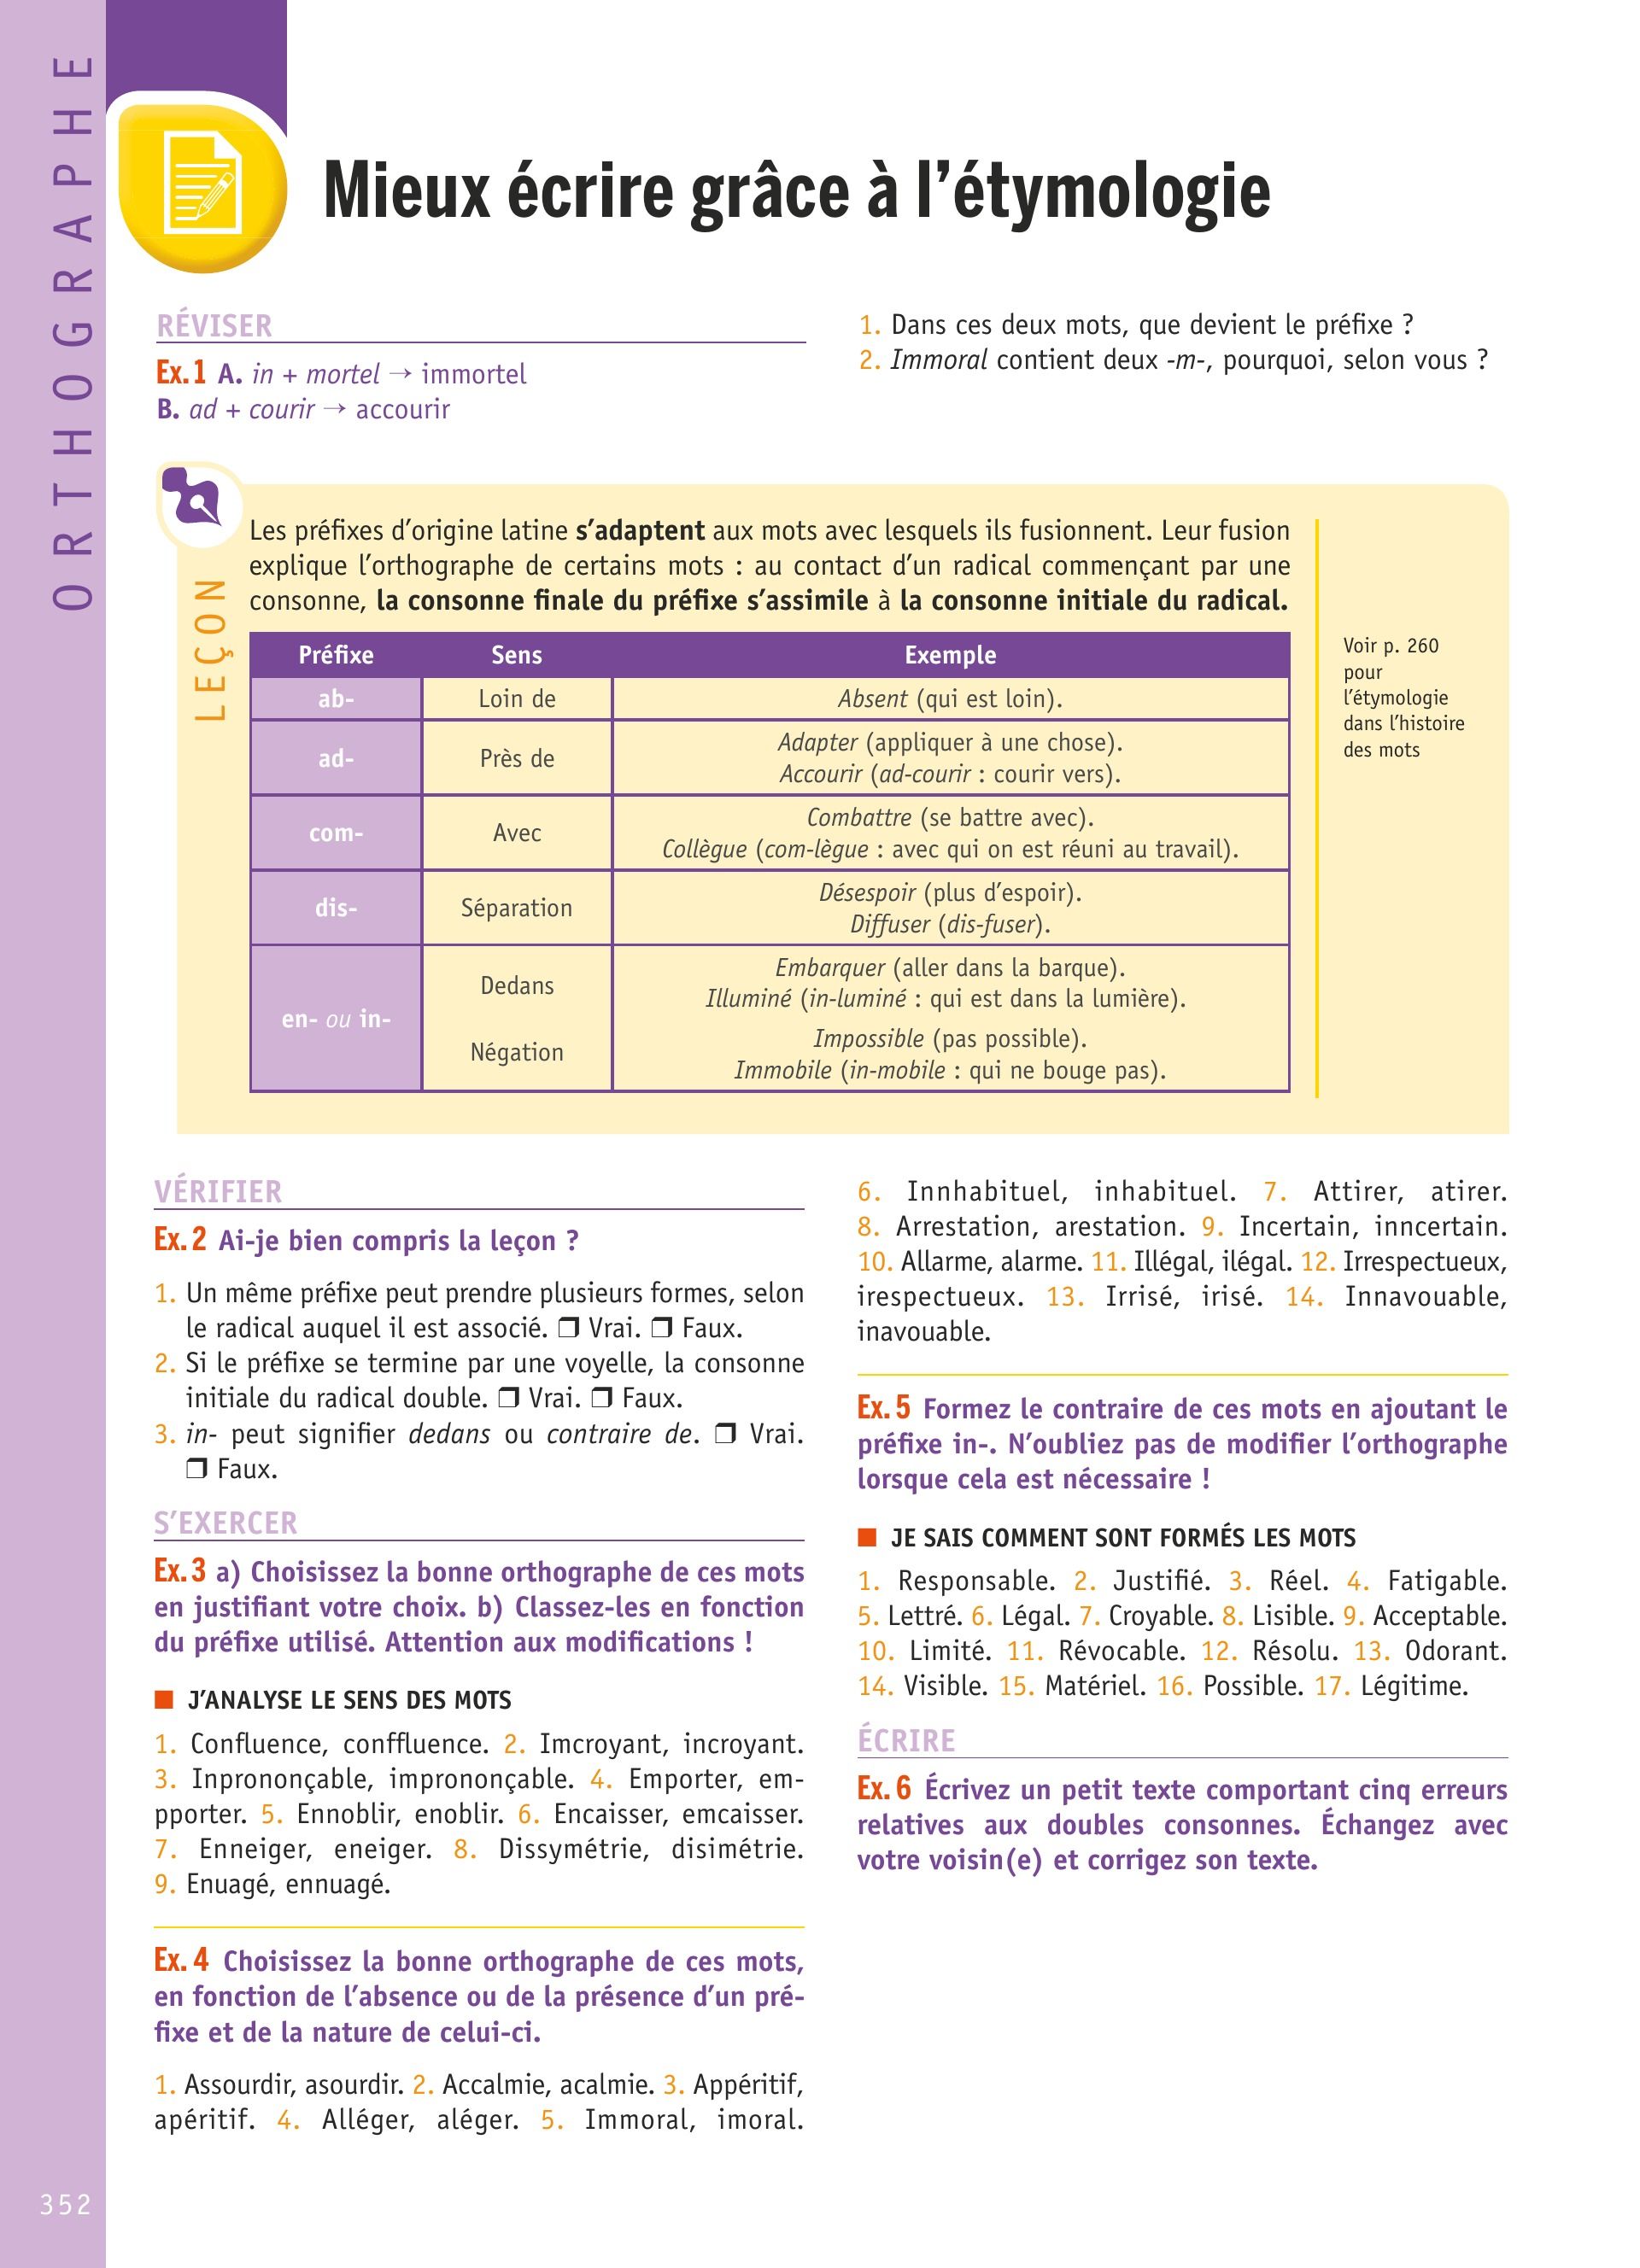 ORTHOGRAPHE
Mieux écrire grâce à l’étymologie
RÉVISER
Ex. 1 A. in + mortel → immortel
B. ad + courir → accourir
1. Dans ces deux mots, que devient le préfixe ?
2. Immoral contient deux -m-, pourquoi, selon vous ?
LEÇON
Les préfixes d’origine latine s’adaptent aux mots avec lesquels ils fusionnent. Leur fusion
explique l’orthographe de certains mots : au contact d’un radical commençant par une
consonne, la consonne finale du préfixe s’assimile à la consonne initiale du radical.
Préfixe Sens Exemple
ab- Loin de Absent (qui est loin).
ad- Près de Adapter (appliquer à une chose).
Accourir (ad-courir : courir vers).
com- Avec Combattre (se battre avec).
Collègue (com-lègue : avec qui on est réuni au travail).
dis- Séparation Désespoir (plus d’espoir).
Diffuser (dis-fuser).
en- ou in- Dedans Embarquer (aller dans la barque).
Illuminé (in-luminé : qui est dans la lumière).
Négation Impossible (pas possible).
Immobile (in-mobile : qui ne bouge pas).
Voir p. 260
pour
l’étymologie
dans l’histoire
des mots
VÉRIFIER
Ex. 2 Ai-je bien compris la leçon ?
1. Un même préfixe peut prendre plusieurs formes, selon
le radical auquel il est associé. ❒ Vrai. ❒ Faux.
2. Si le préfixe se termine par une voyelle, la consonne
initiale du radical double. ❒ Vrai. ❒ Faux.
3. in- peut signifier dedans ou contraire de. ❒ Vrai.
❒ Faux.
S’EXERCER
Ex. 3 a) Choisissez la bonne orthographe de ces mots
en justifiant votre choix. b) Classez-les en fonction
du préfixe utilisé. Attention aux modifications !
■ J’ANALYSE LE SENS DES MOTS
1. Confluence, conffluence. 2. Imcroyant, incroyant.
3. Inprononçable, imprononçable. 4. Emporter, em-
pporter. 5. Ennoblir, enoblir. 6. Encaisser, emcaisser.
7. Enneiger, eneiger. 8. Dissymétrie, disimétrie.
9. Enuagé, ennuagé.
Ex. 4 Choisissez la bonne orthographe de ces mots,
en fonction de l’absence ou de la présence d’un pré-
fixe et de la nature de celui-ci.
1. Assourdir, asourdir. 2. Accalmie, acalmie. 3. Appéritif,
apéritif. 4. Alléger, aléger. 5. Immoral, imoral.
6. Innhabituel, inhabituel. 7. Attirer, atirer.
8. Arrestation, arestation. 9. Incertain, inncertain.
10. Allarme, alarme. 11. Illégal, ilégal. 12. Irrespectueux,
irespectueux. 13. Irrisé, irisé. 14. Innavouable,
inavouable.
Ex. 5 Formez le contraire de ces mots en ajoutant le
préfixe in-. N’oubliez pas de modifier l’orthographe
lorsque cela est nécessaire !
■ JE SAIS COMMENT SONT FORMÉS LES MOTS
1. Responsable. 2. Justifié. 3. Réel. 4. Fatigable.
5. Lettré. 6. Légal. 7. Croyable. 8. Lisible. 9. Acceptable.
10. Limité. 11. Révocable. 12. Résolu. 13. Odorant.
14. Visible. 15. Matériel. 16. Possible. 17. Légitime.
ÉCRIRE
Ex. 6 Écrivez un petit texte comportant cinq erreurs
relatives aux doubles consonnes. Échangez avec
votre voisin(e) et corrigez son texte.
352